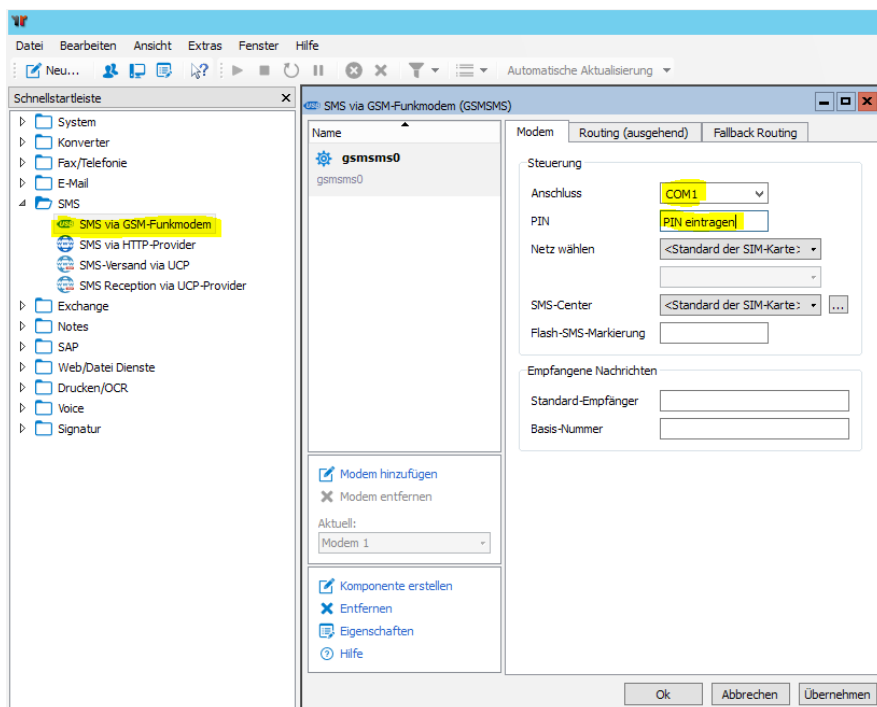 Datei Bearbeiten Ansicht Extras Fenster Hilfe
Neu... Automatische Aktualisierung
Schnellstartleiste
System
Konverter
Fax/Telefonie
E-Mail
SMS
SMS via GSM-Funkmodem
SMS via HTTP-Provider
SMS-Versand via UCP
SMS Reception via UCP-Provider
Exchange
Notes
SAP
Web/Datei Dienste
Drucken/OCR
Voice
Signatur
SMS via GSM-Funkmodem (GSMSMS)
Name
gsmsms0
gsmsms0
Modem hinzufügen
Modem entfernen
Aktuell:
Modem 1
Komponente erstellen
Entfernen
Eigenschaften
Hilfe
Modem Routing (ausgehend) Fallback Routing
Steuerung
Anschluss COM1
PIN PIN eintragen
Netz wählen <Standard der SIM-Karte>
SMS-Center <Standard der SIM-Karte> ...
Flash-SMS-Markierung
Empfangene Nachrichten
Standard-Empfänger
Basis-Nummer
Ok Abbrechen Übernehmen